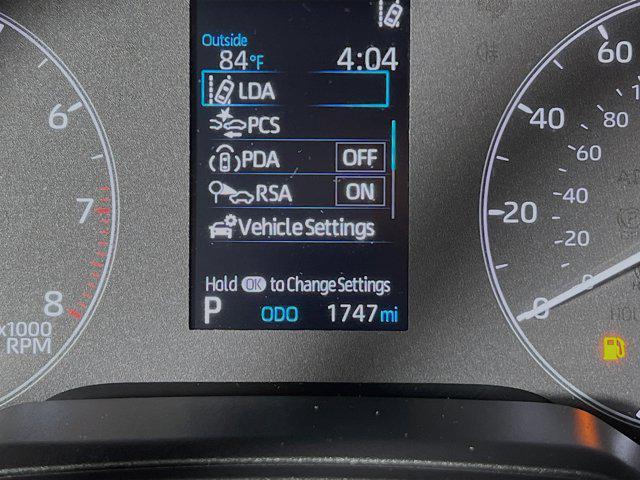 Outside
84°F 4:04
LDA
PCS
PDA OFF
RSA ON
Vehicle Settings
Hold OK to Change Settings
P ODO 1747 mi
6
7
8
x1000
RPM
60
40
80
60
40
20
20
0
0